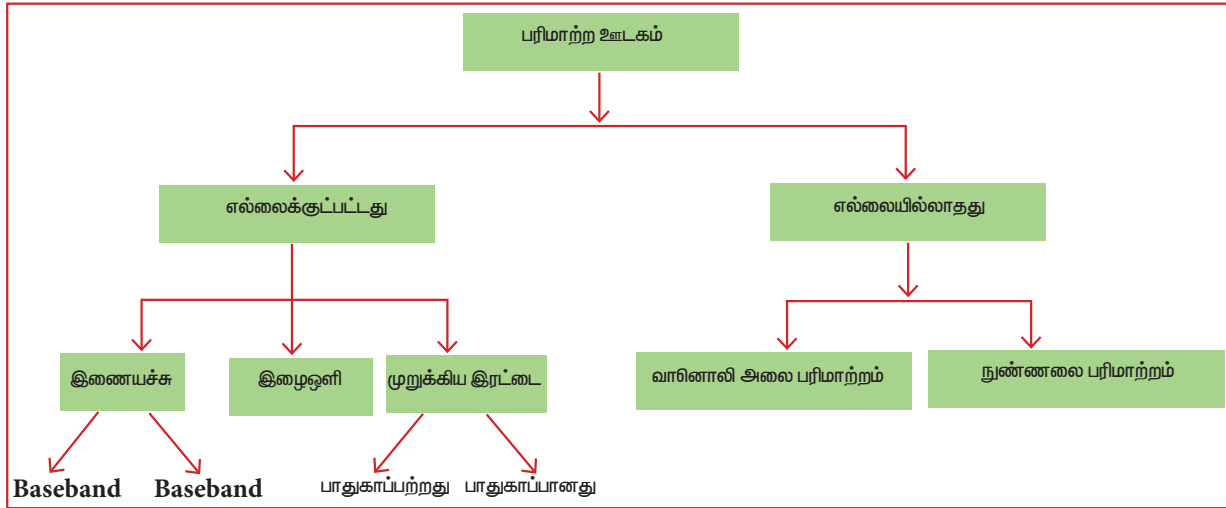 பரிமாற்ற ஊடகம்
எல்லைக்குட்பட்டது
எல்லையில்லாதது
இணையச்சு
இழைஒளி
முறுக்கிய இரட்டை
வானொலி அலை பரிமாற்றம்
நுண்ணலை பரிமாற்றம்
Baseband
Baseband
பாதுகாப்பற்றது
பாதுகாப்பானது